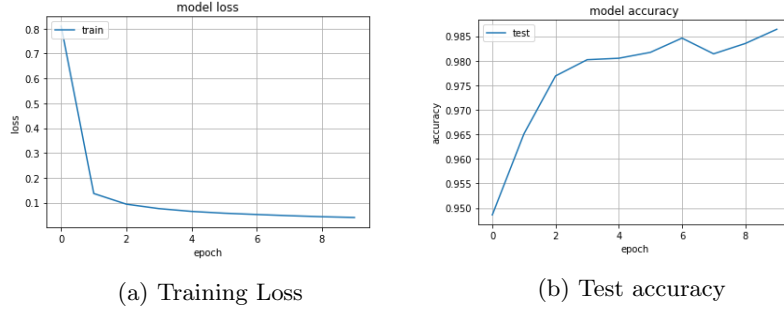 model loss
train
0.8
0.7
0.6
0.5
0.4
0.3
0.2
0.1
loss
0 2 4 6 8
epoch
(a) Training Loss
model accuracy
test
0.985
0.980
0.975
0.970
0.965
0.960
0.955
0.950
accuracy
0 2 4 6 8
epoch
(b) Test accuracy